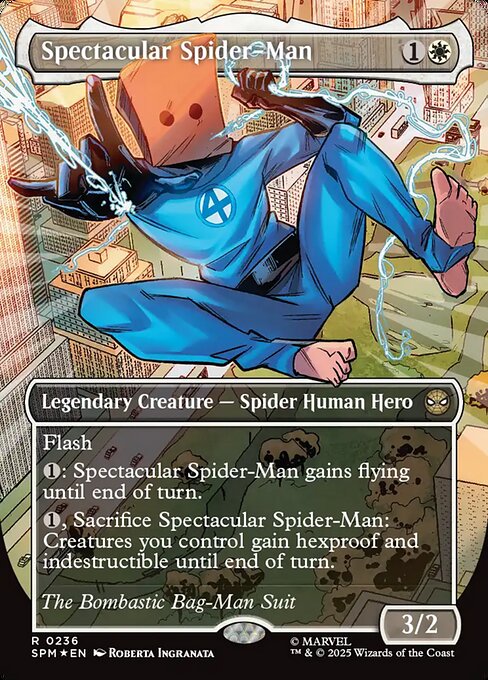 Spectacular Spider-Man 1
Legendary Creature — Spider Human Hero
Flash
1: Spectacular Spider-Man gains flying
until end of turn.
1, Sacrifice Spectacular Spider-Man:
Creatures you control gain hexproof and
indestructible until end of turn.
The Bombastic Bag-Man Suit
3/2
R 0236
SPM★EN Roberta Ingranata
© MARVEL
™ & © 2025 Wizards of the Coast
4